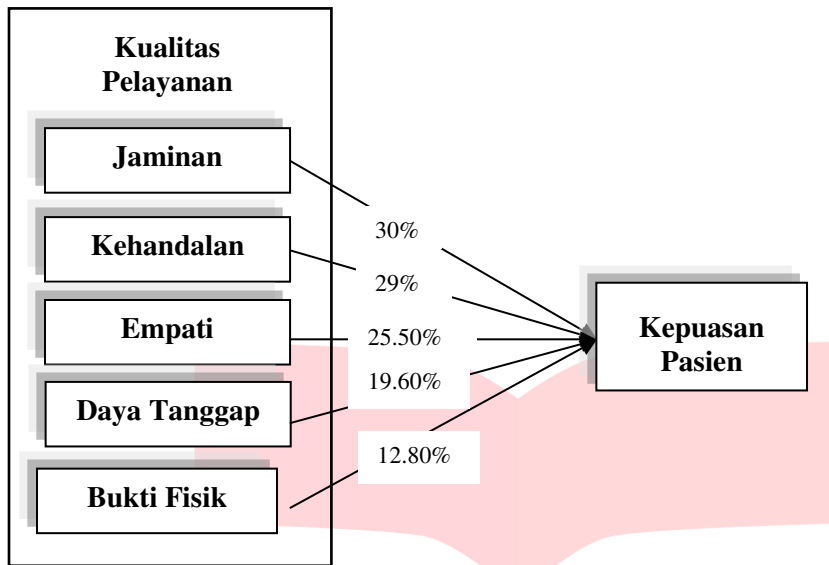 Kualitas
Pelayanan
Jaminan
Kehandalan
Empati
Daya Tanggap
Bukti Fisik
30%
29%
25.50%
19.60%
12.80%
Kepuasan
Pasien